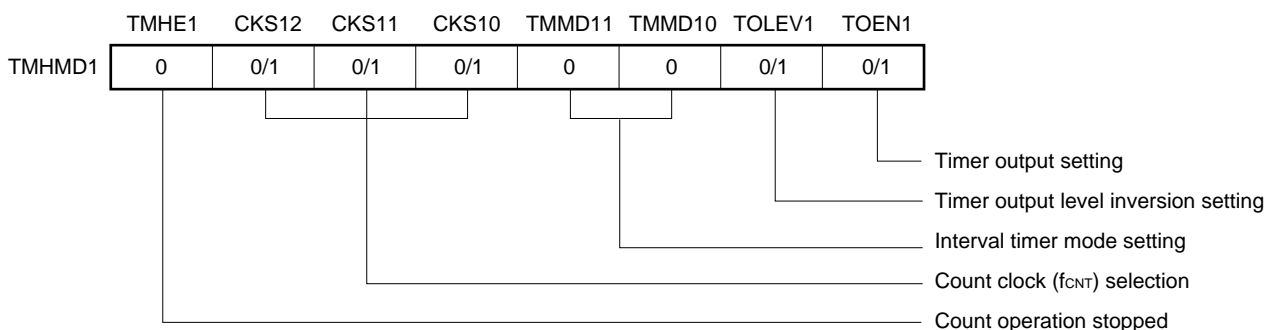 TMHE1 CKS12 CKS11 CKS10 TMMD11 TMMD10 TOLEV1 TOEN1
TMHMD1 0 0/1 0/1 0/1 0 0 0/1 0/1
Timer output setting
Timer output level inversion setting
Interval timer mode setting
Count clock (fCNT) selection
Count operation stopped